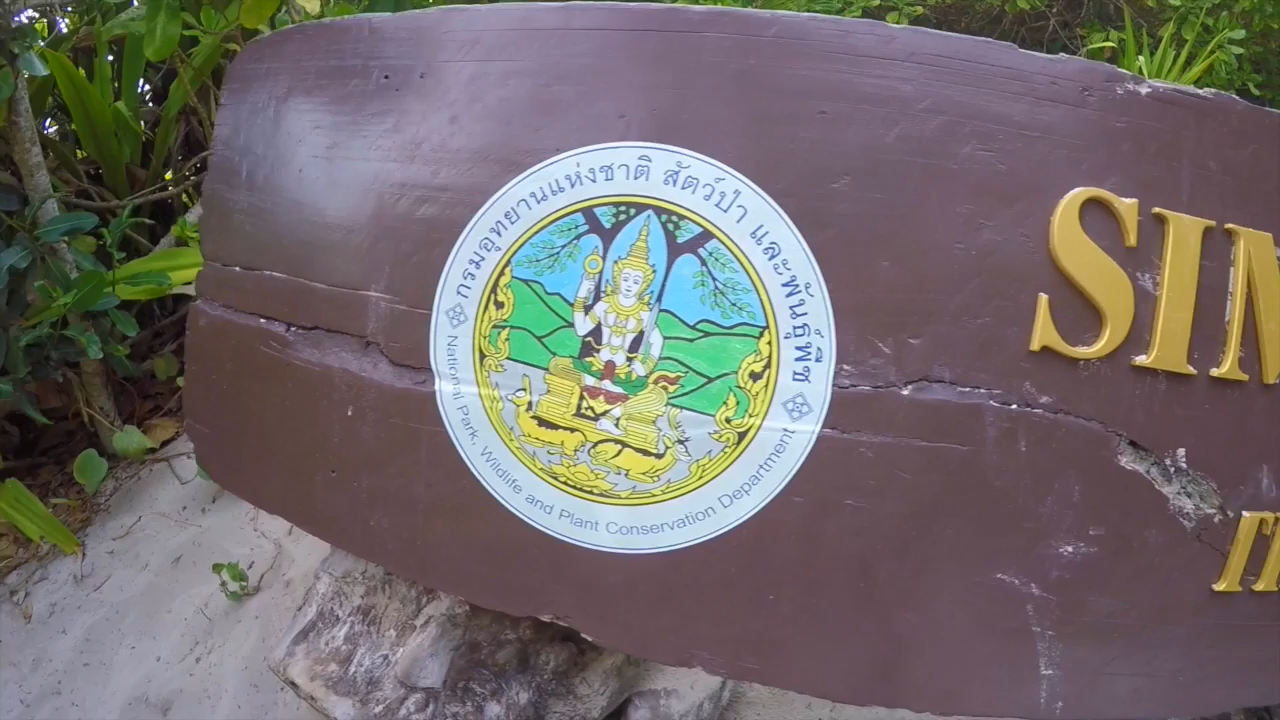 กรมอุทยานแห่งชาติ สัตว์ป่า และพันธุ์พืช
National Park, Wildlife and Plant Conservation Department